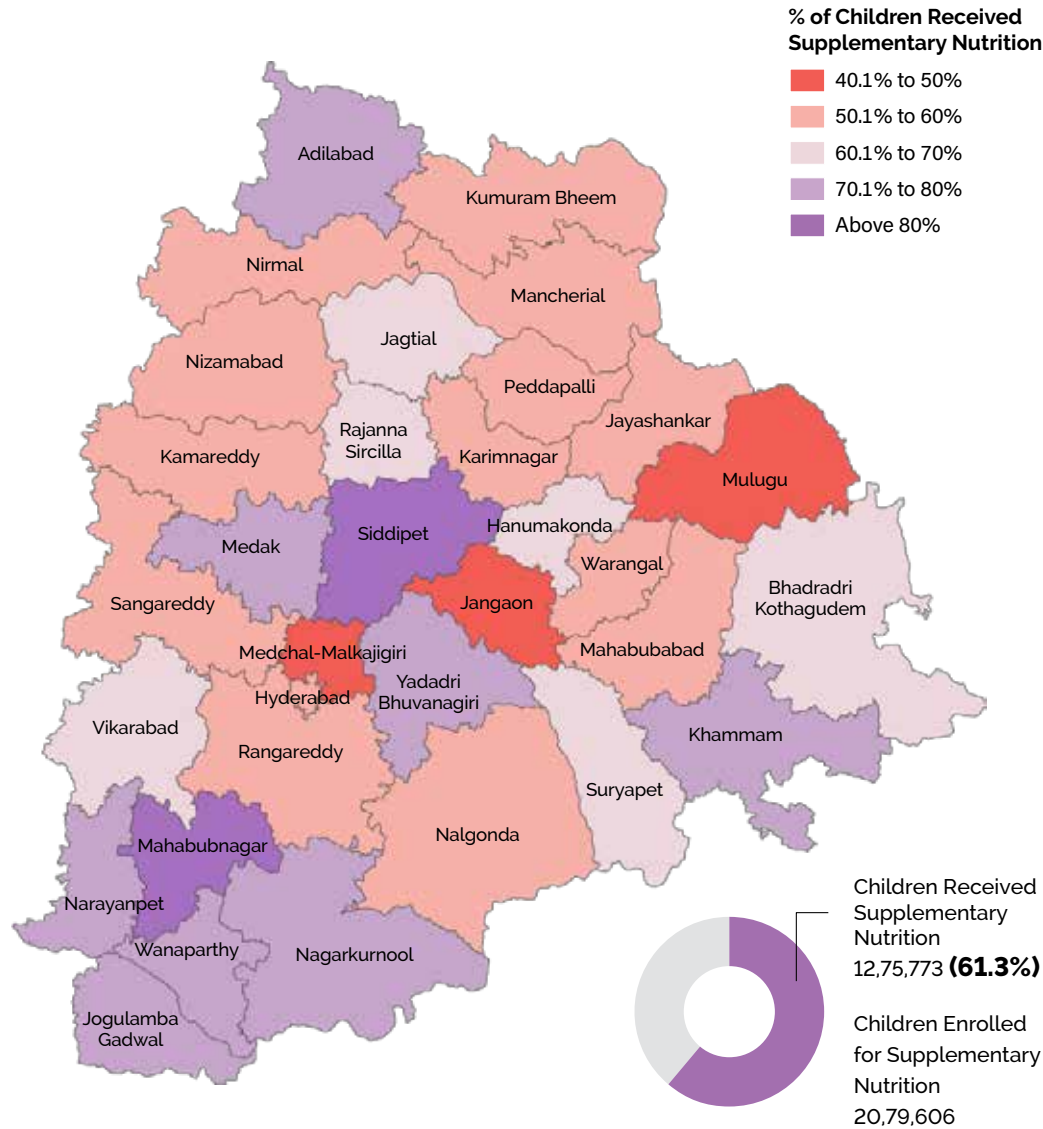 % of Children Received
Supplementary Nutrition
40.1% to 50%
50.1% to 60%
60.1% to 70%
70.1% to 80%
Above 80%
Adilabad
Kumuram Bheem
Nirmal
Mancherial
Jagtial
Nizamabad
Peddapalli
Jayashankar
Rajanna
Sircilla
Kamareddy
Karimnagar
Mulugu
Siddipet
Hanumakonda
Medak
Warangal
Bhadradri
Kothagudem
Sangareddy
Jangaon
Mahabubabad
Medchal-Malkajigiri
Yadadri
Bhuvanagiri
Hyderabad
Vikarabad
Khammam
Rangareddy
Suryapet
Nalgonda
Mahabubnagar
Narayanpet
Wanaparthy
Nagarkurnool
Jogulamba
Gadwal
Children Received
Supplementary
Nutrition
12,75,773 (61.3%)
Children Enrolled
for Supplementary
Nutrition
20,79,606